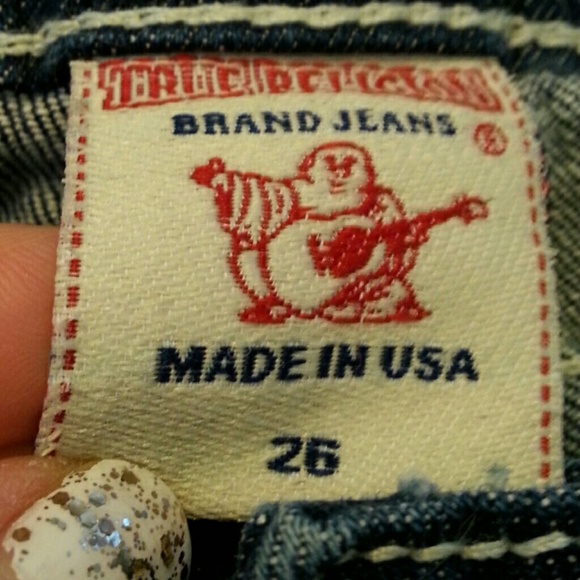 TRUE RELIGION
BRAND JEANS ®
MADE IN USA
26